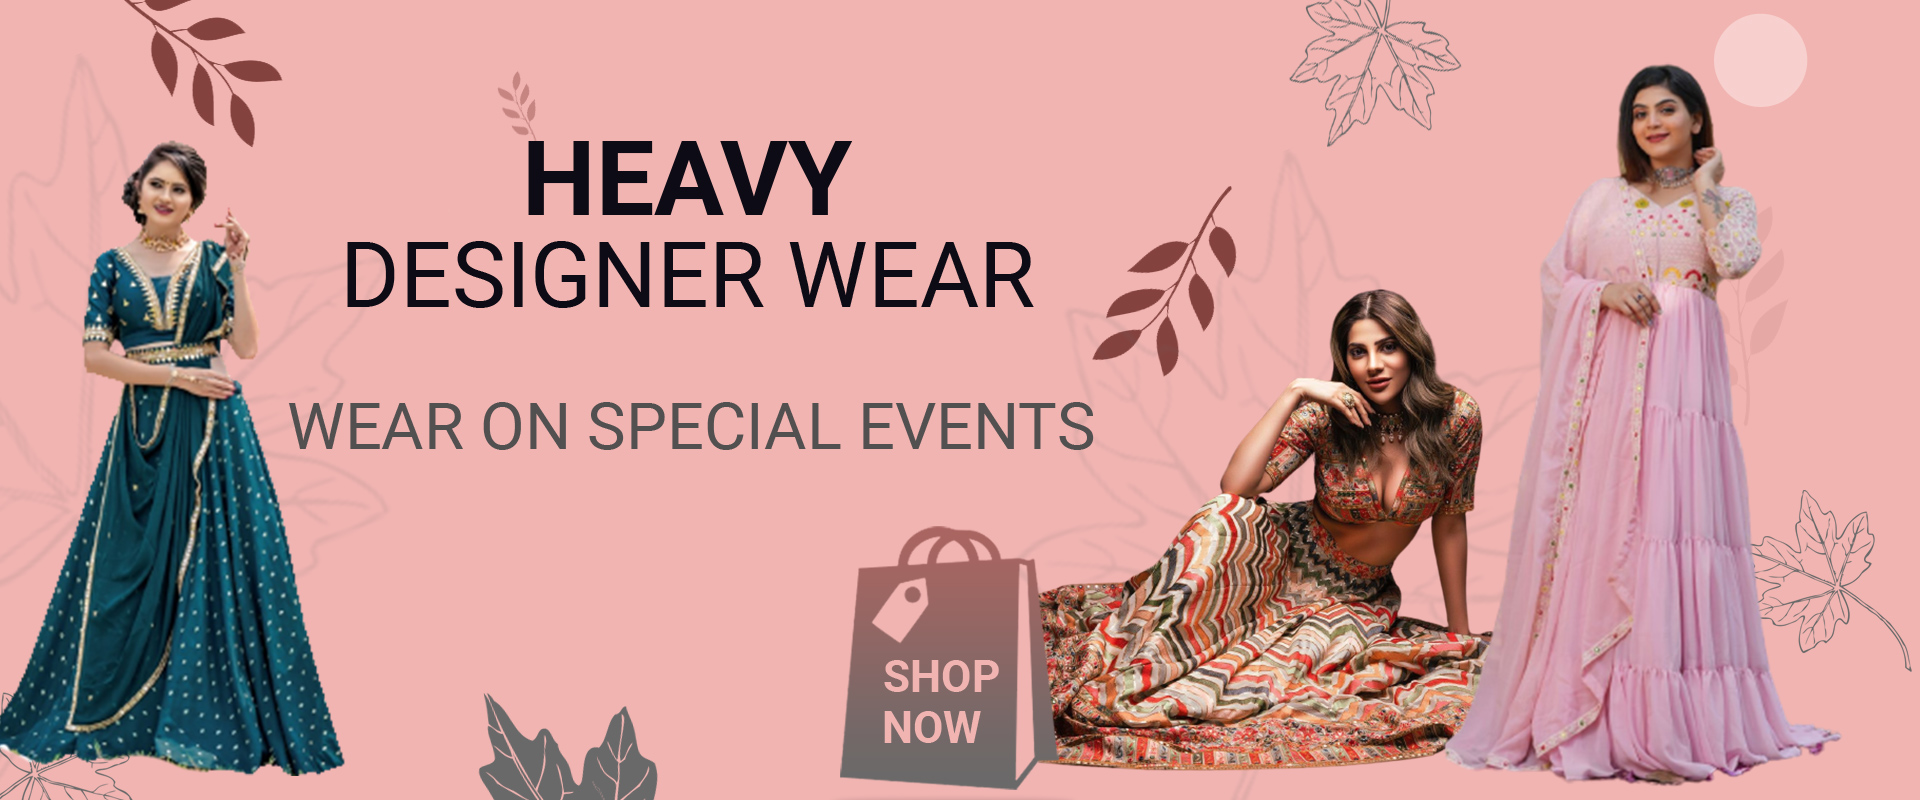 HEAVY
DESIGNER WEAR
WEAR ON SPECIAL EVENTS
SHOP
NOW